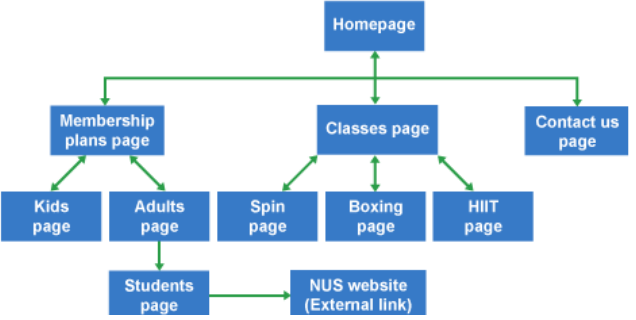 Homepage
Membership
plans page
Classes page
Contact us
page
Kids
page
Adults
page
Spin
page
Boxing
page
HIIT
page
Students
page
NUS website
(External link)